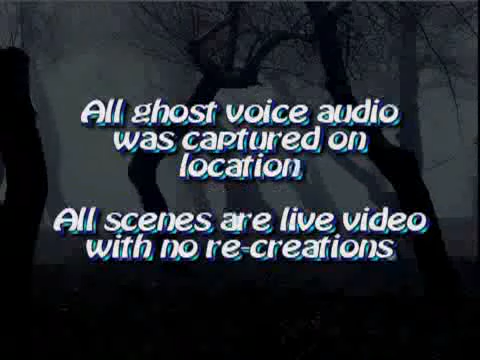 All ghost voice audio
was captured on
location
All scenes are live video
with no re-creations